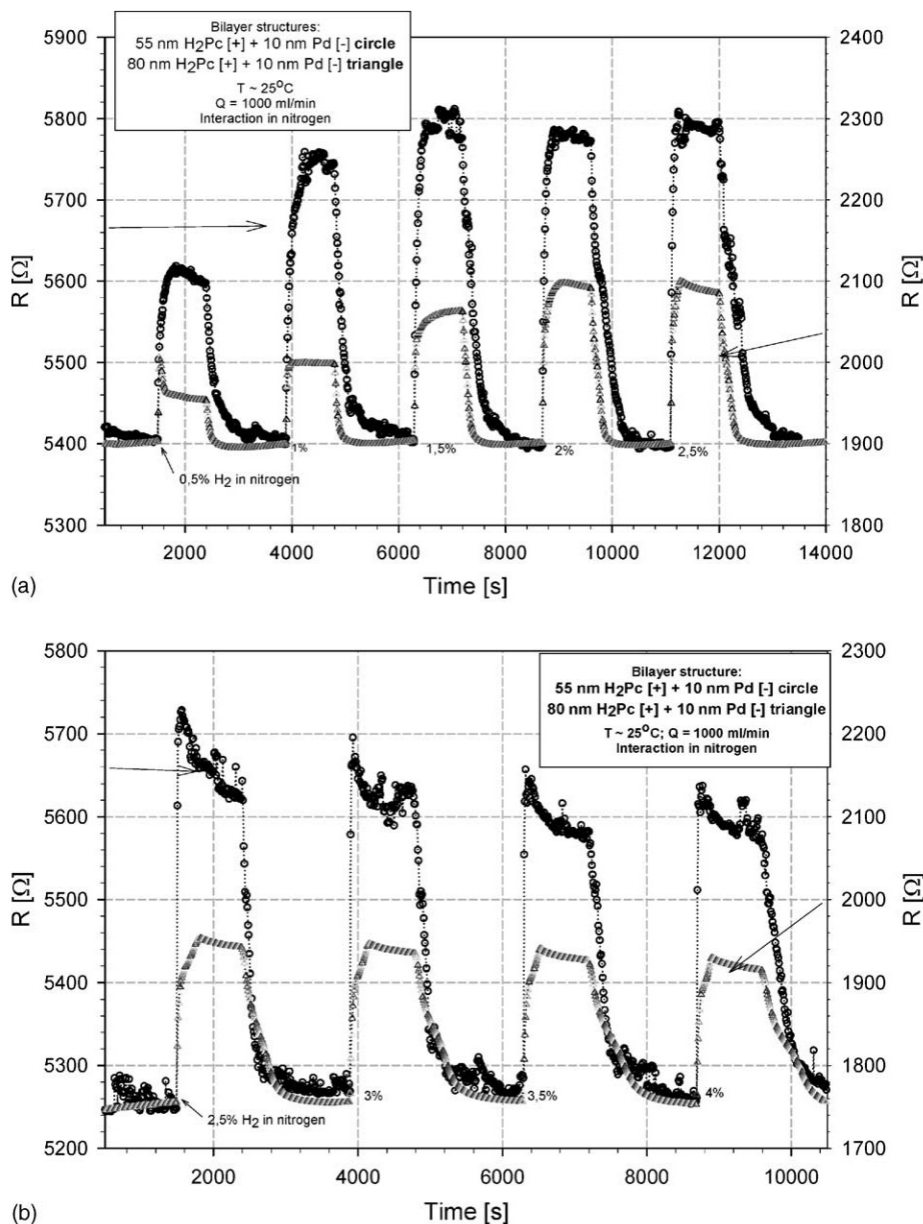 Bilayer structures:
55 nm H₂Pc [+] + 10 nm Pd [-] circle
80 nm H₂Pc [+] + 10 nm Pd [-] triangle
T ~ 25°C
Q = 1000 ml/min
Interaction in nitrogen
5900
5800
5700
5600
5500
5400
5300
R [Ω]
2400
2300
2200
2100
2000
1900
1800
R [Ω]
0,5% H₂ in nitrogen
1%
1,5%
2%
2,5%
2000 4000 6000 8000 10000 12000 14000
Time [s]
(a)
Bilayer structure:
55 nm H₂Pc [+] + 10 nm Pd [-] circle
80 nm H₂Pc [+] + 10 nm Pd [-] triangle
T ~ 25°C; Q = 1000 ml/min
Interaction in nitrogen
5800
5700
5600
5500
5400
5300
5200
R [Ω]
2300
2200
2100
2000
1900
1800
1700
R [Ω]
2,5% H₂ in nitrogen
3%
3,5%
4%
2000 4000 6000 8000 10000
Time [s]
(b)